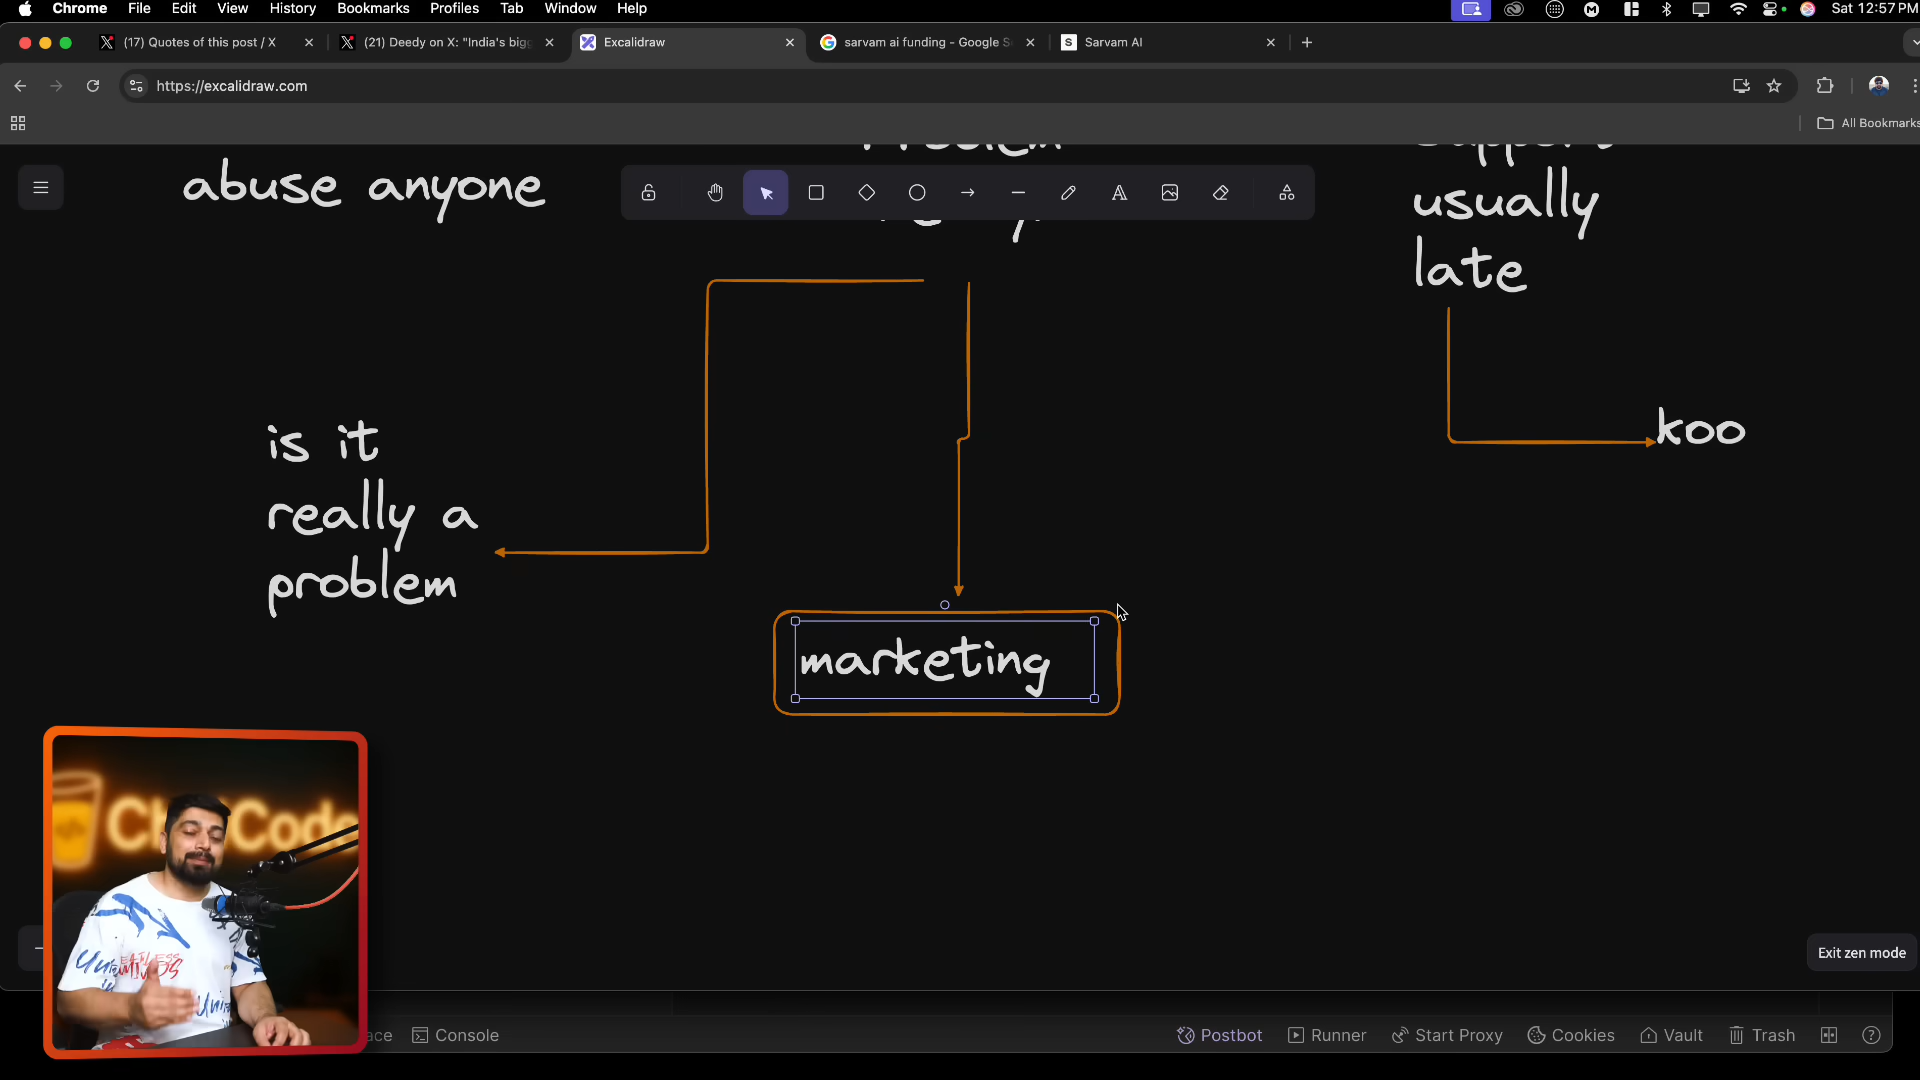 Chrome File Edit View History Bookmarks Profiles Tab Window Help Sat 12:57 PM
(17) Quotes of this post / X
(21) Deedy on X: "India's bigg
Excalidraw
sarvam ai funding - Google S
Sarvam AI
https://excalidraw.com
All Bookmarks
abuse anyone
usually
late
is it
really a
problem
koo
marketing
Exit zen mode
Console
Postbot
Runner
Start Proxy
Cookies
Vault
Trash